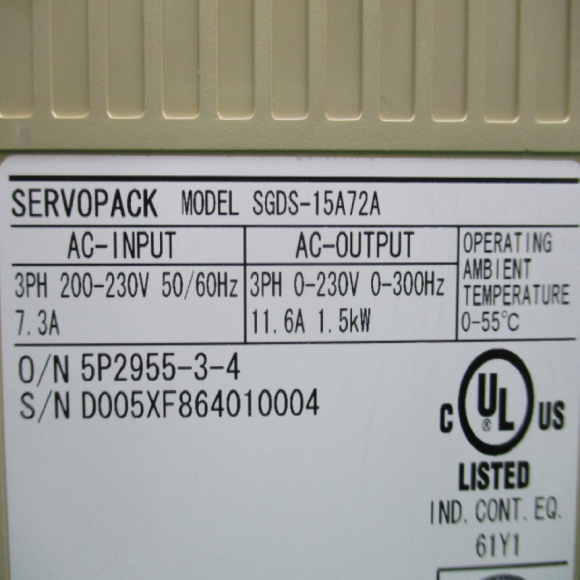 SERVOPACK MODEL SGDS-15A72A
AC-INPUT
3PH 200-230V 50/60Hz
7.3A
AC-OUTPUT
3PH 0-230V 0-300Hz
11.6A 1.5kW
OPERATING
AMBIENT
TEMPERATURE
0-55℃
O/N 5P2955-3-4
S/N D005XF864010004
C UL ® US
LISTED
IND. CONT. EQ.
61Y1